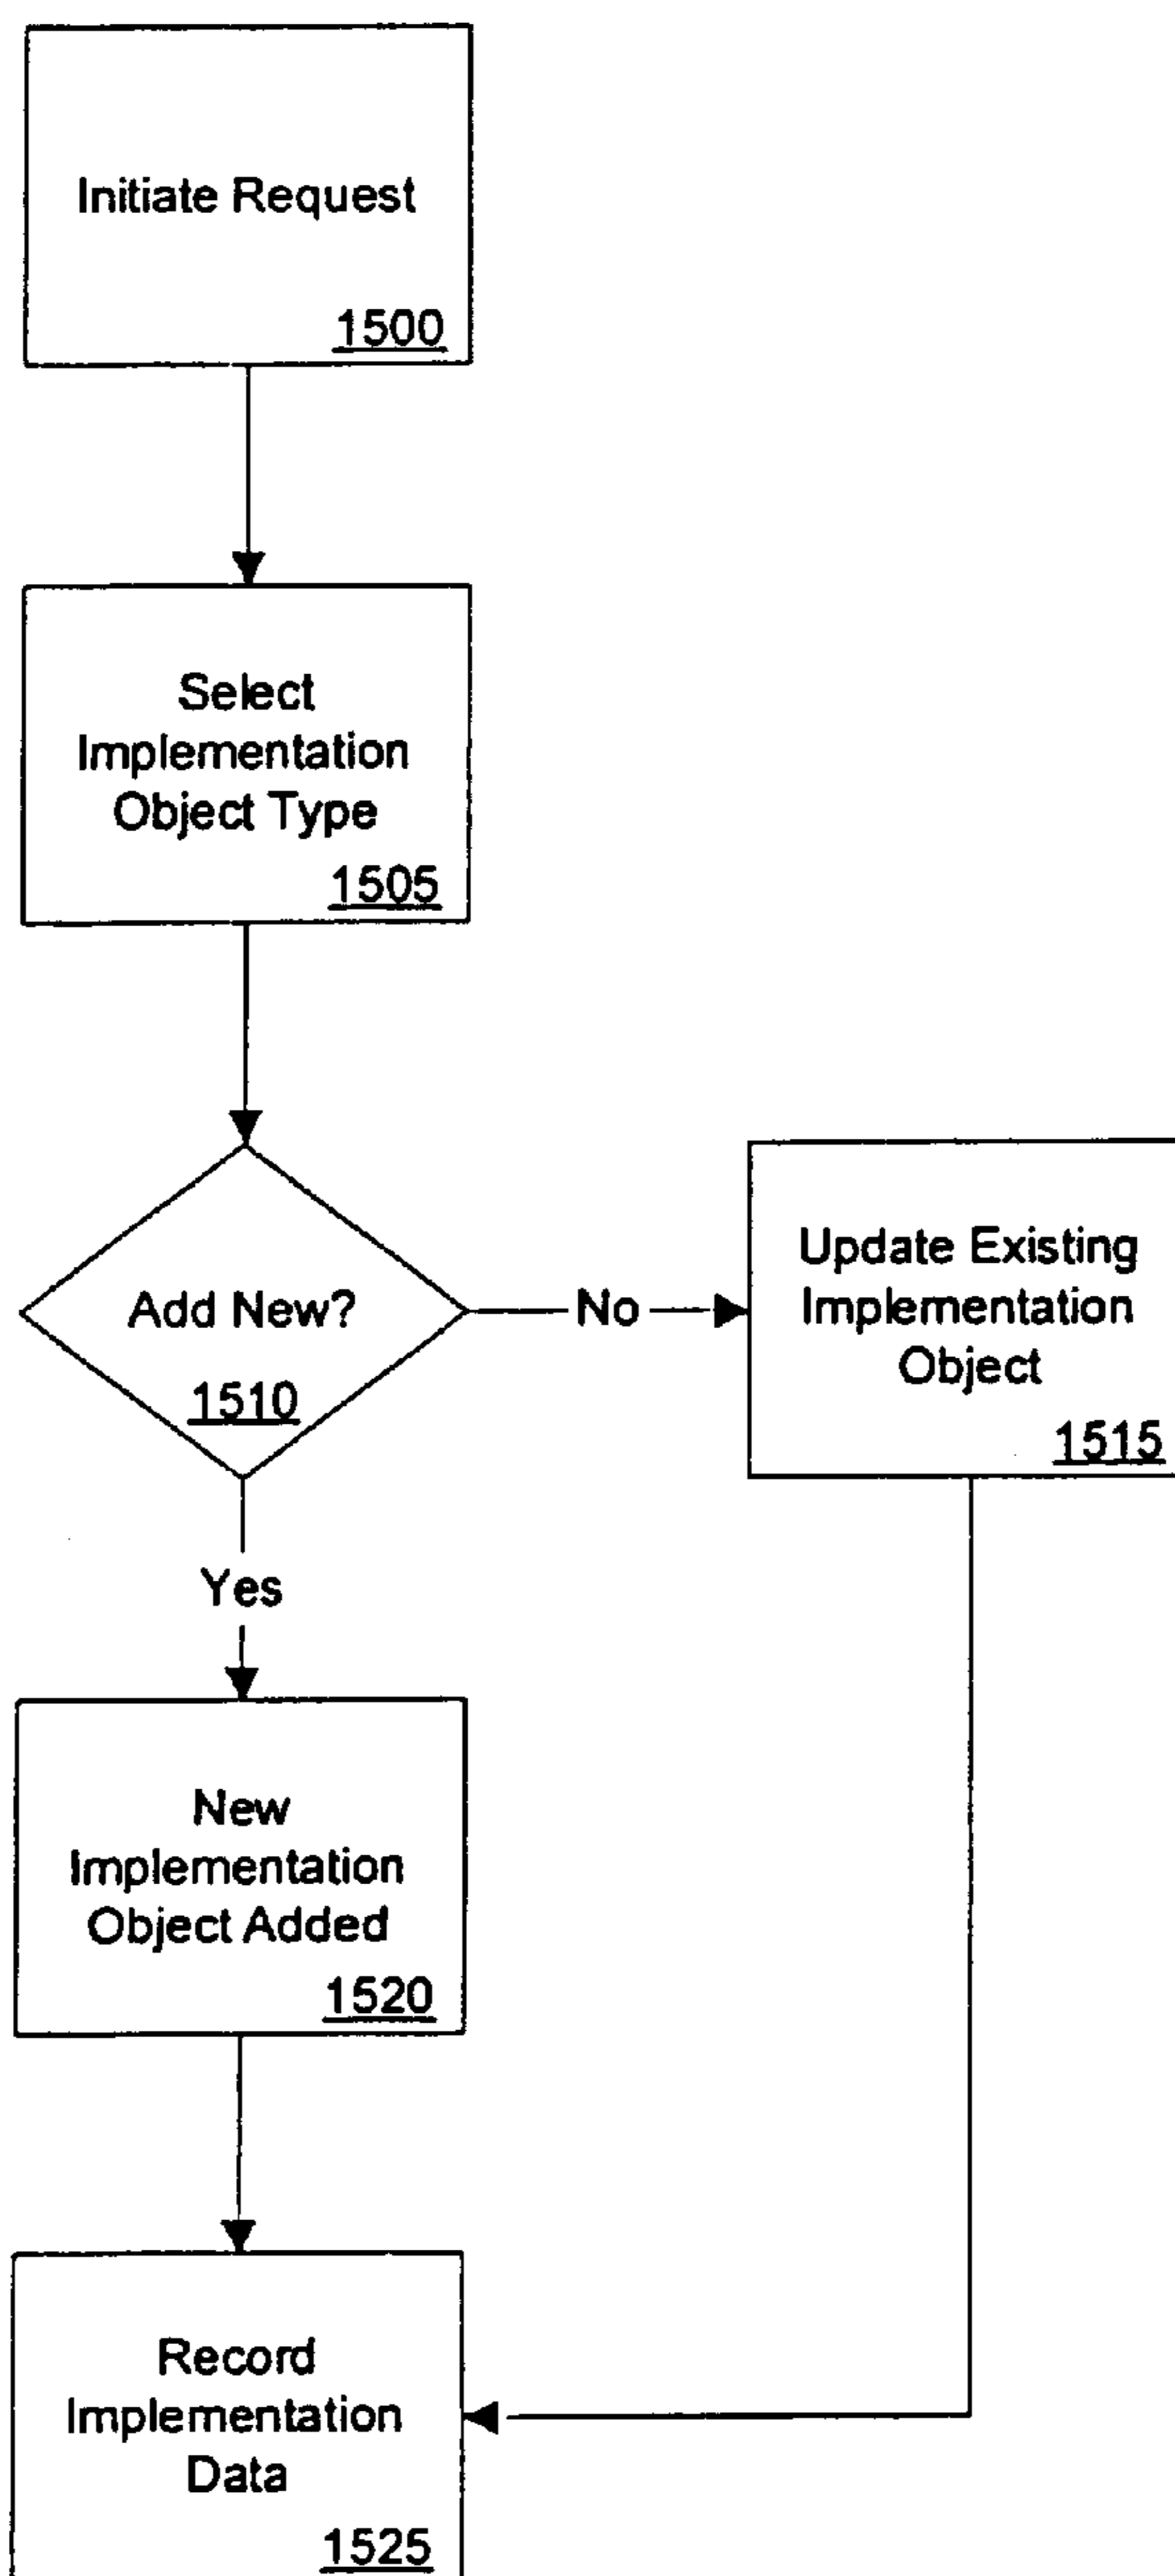 Initiate Request
1500
Select
Implementation
Object Type
1505
Add New?
1510
No
Update Existing
Implementation
Object
1515
Yes
New
Implementation
Object Added
1520
Record
Implementation
Data
1525